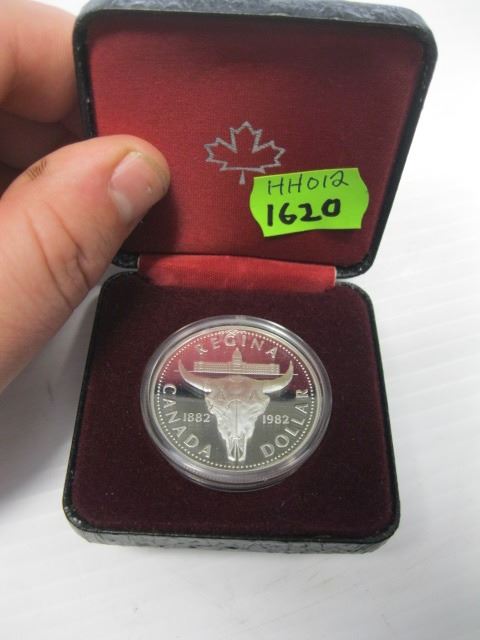 HH012
1620
REGINA
1882 1982
CANADA DOLLAR